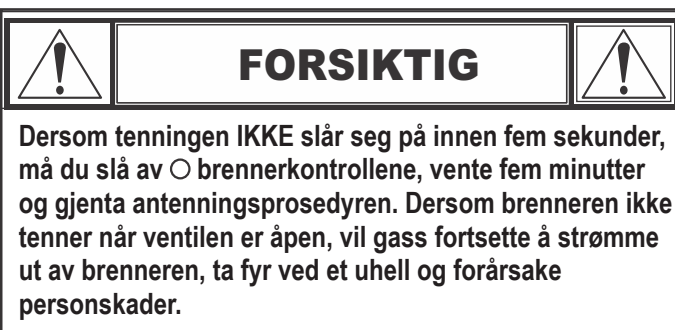 FORSIKTIG
Dersom tenningen IKKE slår seg på innen fem sekunder,
må du slå av ○ brennerkontrollene, vente fem minutter
og gjenta antenningsprosedyren. Dersom brenneren ikke
tenner når ventilen er åpen, vil gass fortsette å strømme
ut av brenneren, ta fyr ved et uhell og forårsake
personskader.